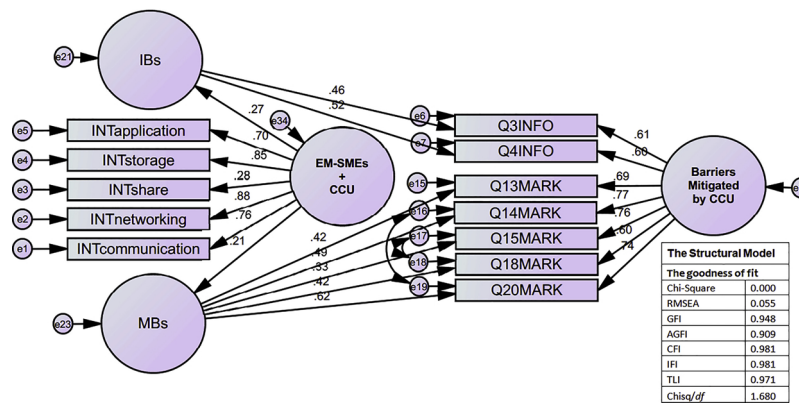 e21
IBs
.46
.52
.27
e34
e6
Q3INFO
.61
e5
INTapplication
.70
e7
Q4INFO
.60
e4
INTstorage
.85
EM-SMEs
+
CCU
Barriers
Mitigated
by CCU
e3
INTshare
.28
e15
Q13MARK
.69
e2
INTnetworking
.88
e16
Q14MARK
.77
e1
INTcommunication
.76
.21
.42
.49
.33
.42
.62
e17
Q15MARK
.76
e18
Q18MARK
.60
e19
Q20MARK
.74
e23
MBs
The Structural Model
The goodness of fit
Chi-Square 0.000
RMSEA 0.055
GFI 0.948
AGFI 0.909
CFI 0.981
IFI 0.981
TLI 0.971
Chisq/df 1.680